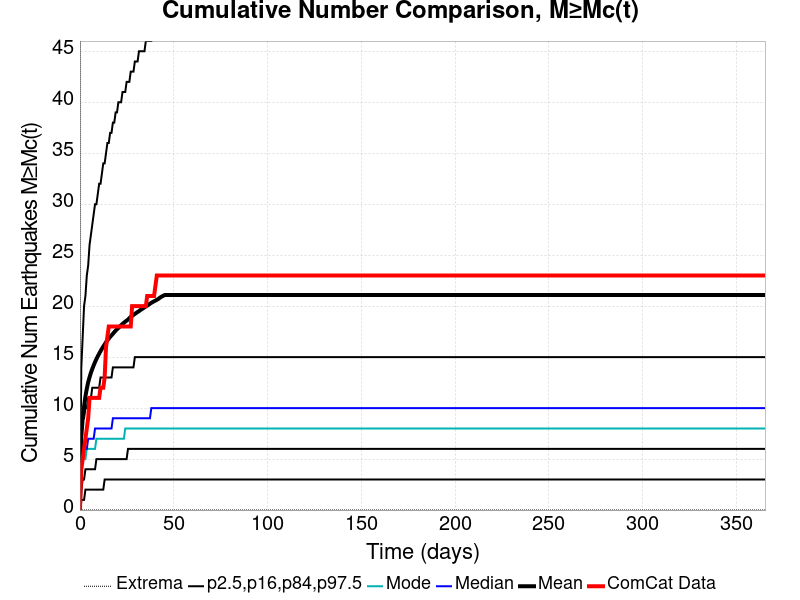 Cumulative Number Comparison, M≥Mc(t)
Cumulative Num Earthquakes M≥Mc(t)
45
40
35
30
25
20
15
10
5
0
0 50 100 150 200 250 300 350
Time (days)
Extrema p2.5,p16,p84,p97.5 Mode Median Mean ComCat Data